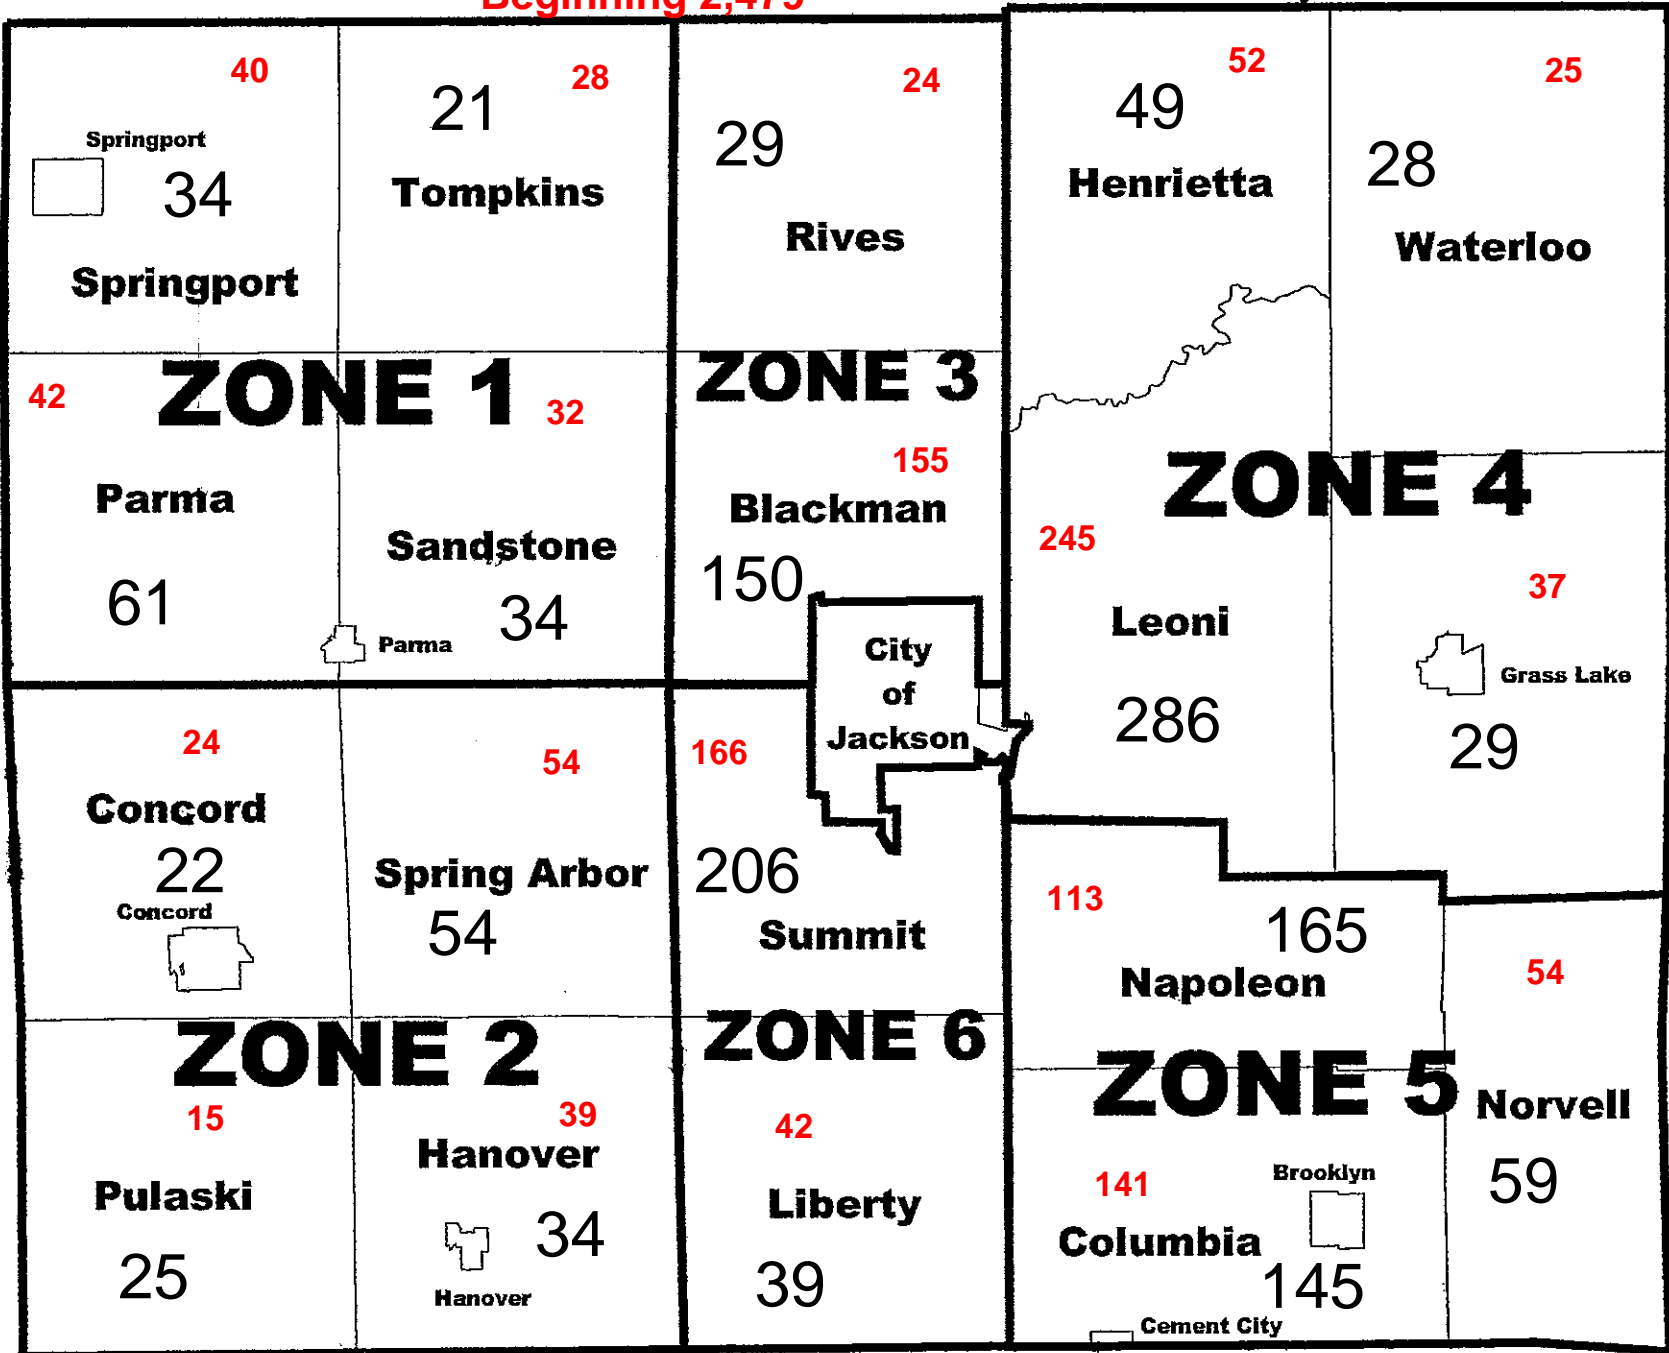 Beginning 2,479
40
28
24
52
25
21
49
29
28
Springport
34
Tompkins
Henrietta
Rives
Waterloo
Springport
ZONE 1
ZONE 3
42
32
155
ZONE 4
Parma
Blackman
245
Sandstone
150
37
61
34
Leoni
Parma
City
of
Jackson
Grass Lake
286
29
24
54
166
Concord
22
Spring Arbor
206
113
165
Concord
54
Summit
Napoleon
54
ZONE 2
ZONE 6
ZONE 5
15
39
42
Norvell
Hanover
141
Brooklyn
59
Pulaski
Liberty
34
Columbia
25
39
145
Hanover
Cement City